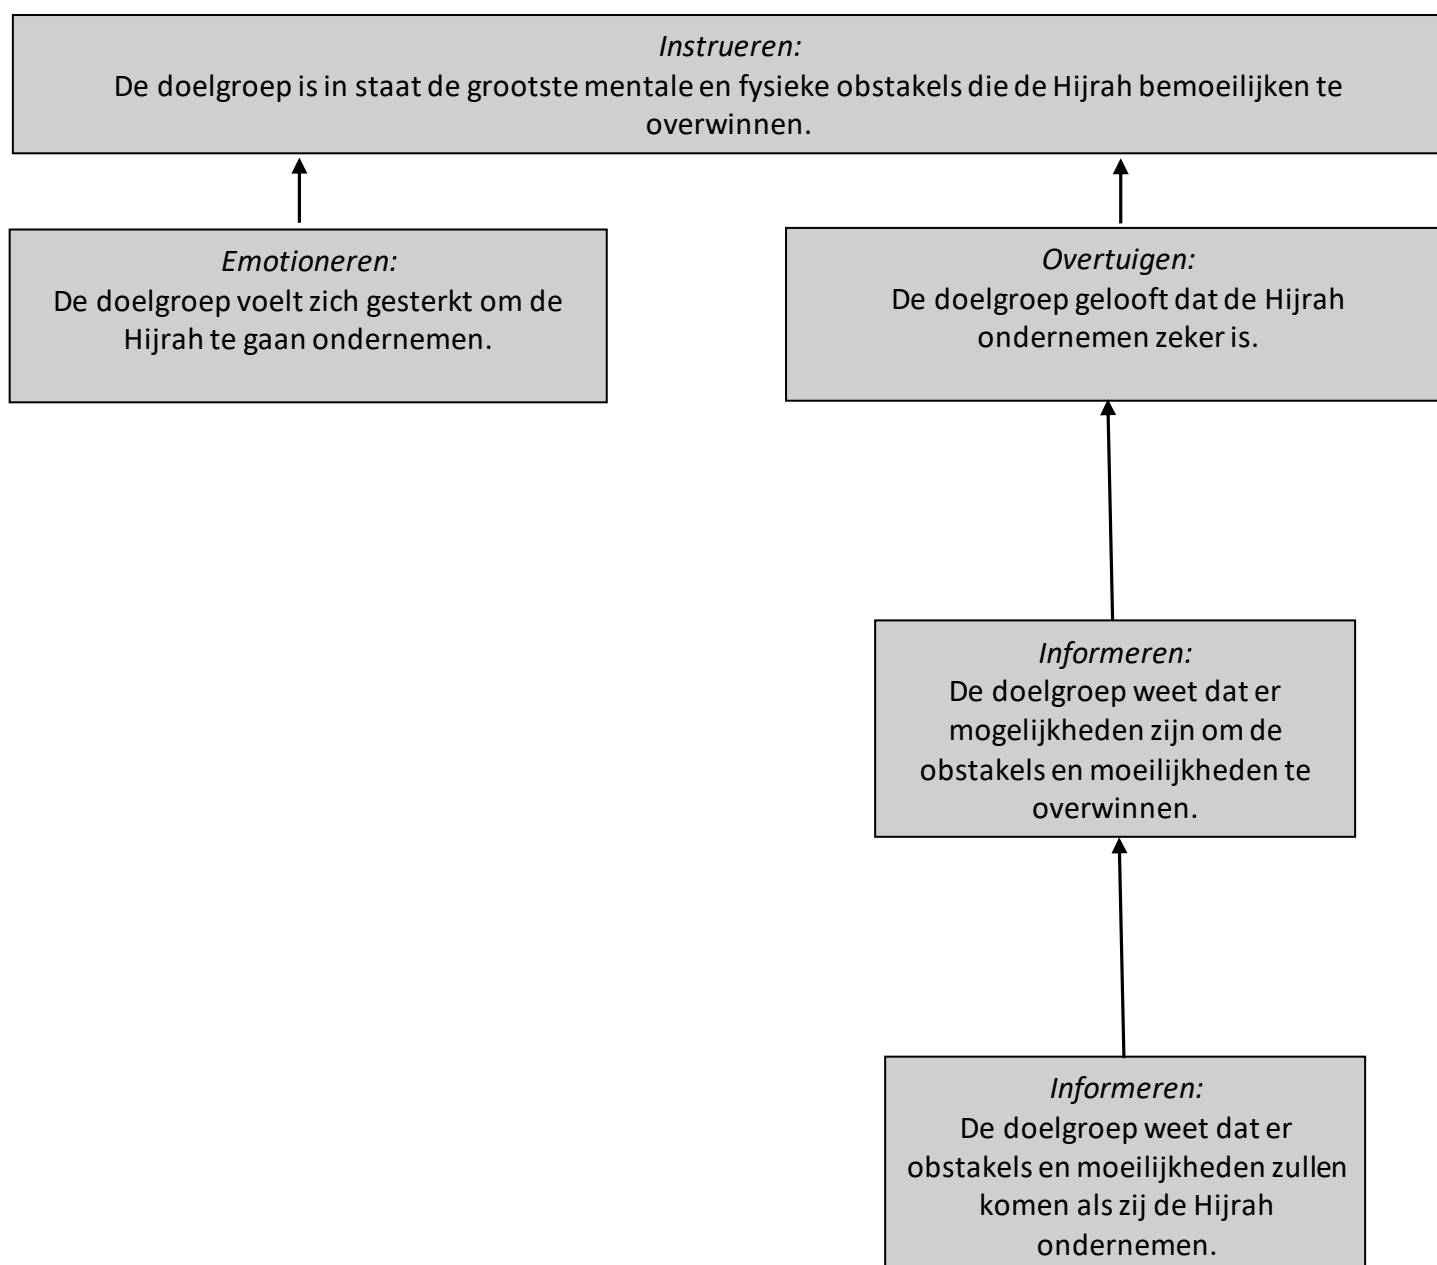 Instrueren:
De doelgroep is in staat de grootste mentale en fysieke obstakels die de Hijrah bemoeilijken te
overwinnen.
Emotioneren:
De doelgroep voelt zich gesterkt om de
Hijrah te gaan ondernemen.
Overtuigen:
De doelgroep gelooft dat de Hijrah
ondernemen zeker is.
Informeren:
De doelgroep weet dat er
mogelijkheden zijn om de
obstakels en moeilijkheden te
overwinnen.
Informeren:
De doelgroep weet dat er
obstakels en moeilijkheden zullen
komen als zij de Hijrah
ondernemen.